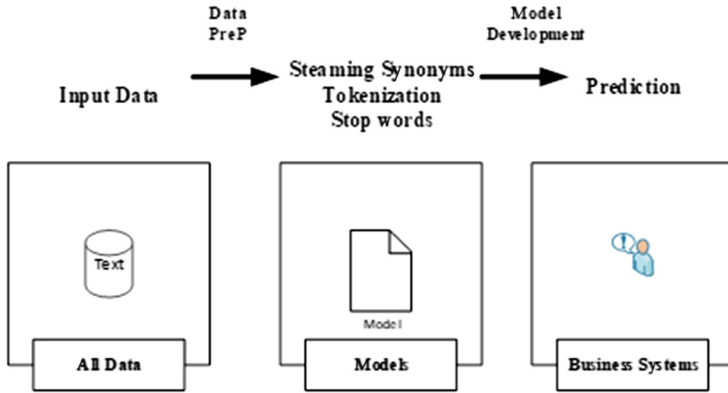 Data
PreP
Model
Development
Input Data
Steaming Synonyms
Tokenization
Stop words
Prediction
Text
Model
All Data
Models
Business Systems